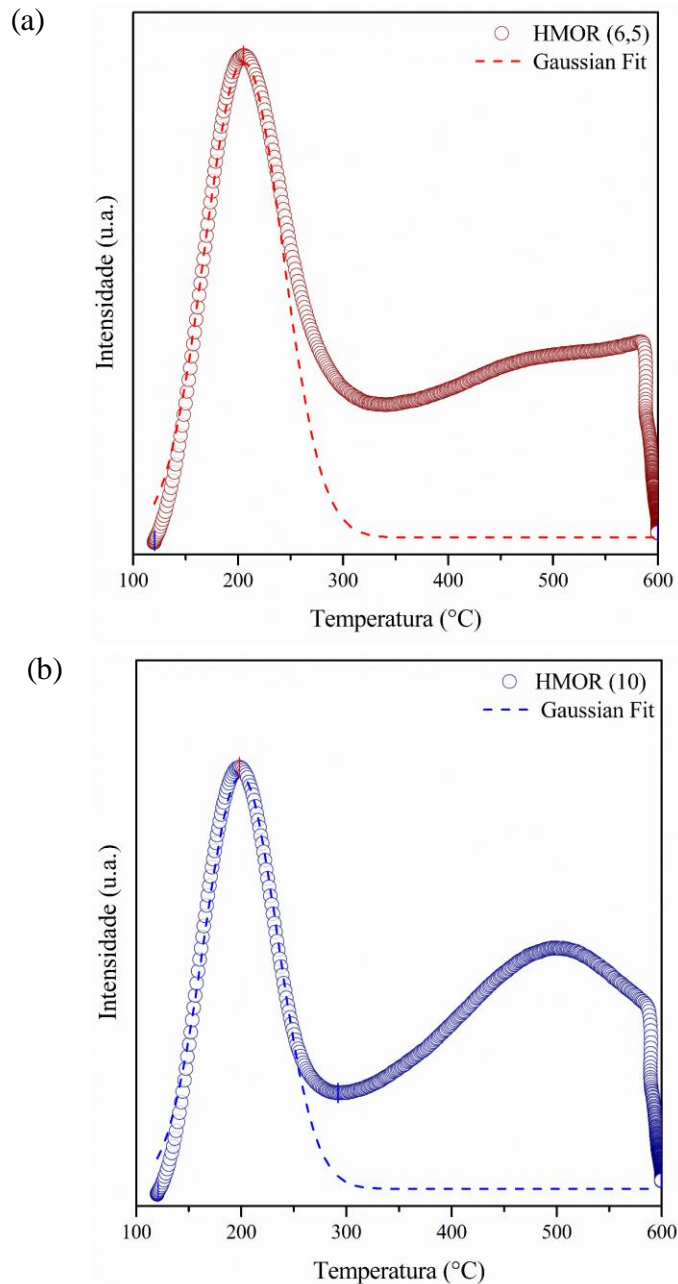 (a)
HMOR (6,5)
Gaussian Fit
Intensidade (u.a.)
100 200 300 400 500 600
Temperatura (°C)
(b)
HMOR (10)
Gaussian Fit
Intensidade (u.a.)
100 200 300 400 500 600
Temperatura (°C)